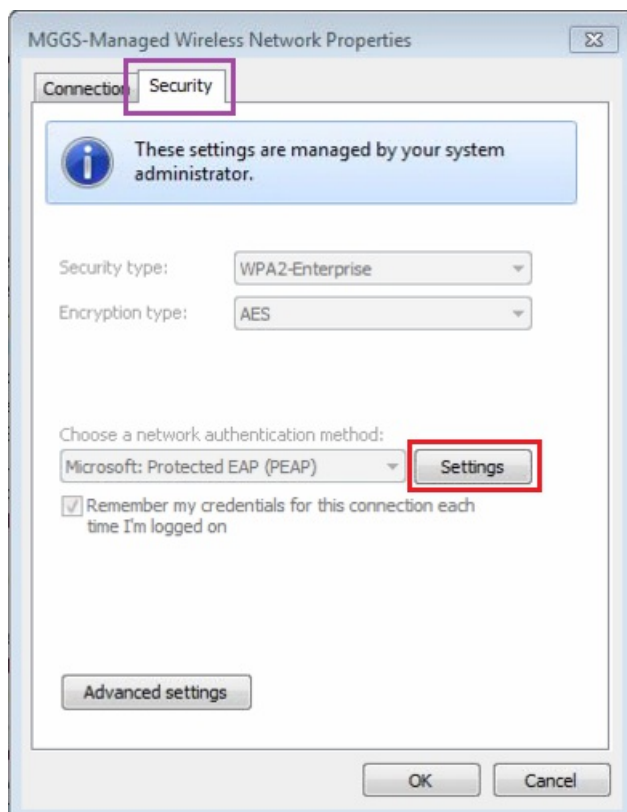 MGGS-Managed Wireless Network Properties
Connection Security
These settings are managed by your system
administrator.
Security type: WPA2-Enterprise
Encryption type: AES
Choose a network authentication method:
Microsoft: Protected EAP (PEAP) Settings
Remember my credentials for this connection each
time I'm logged on
Advanced settings
OK Cancel